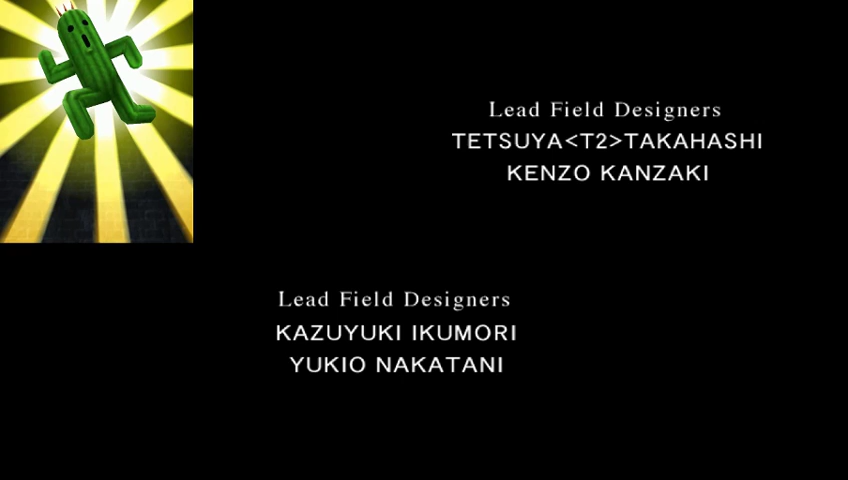 Lead Field Designers
TETSUYA<T2>TAKAHASHI
KENZO KANZAKI
Lead Field Designers
KAZUYUKI IKUMORI
YUKIO NAKATANI